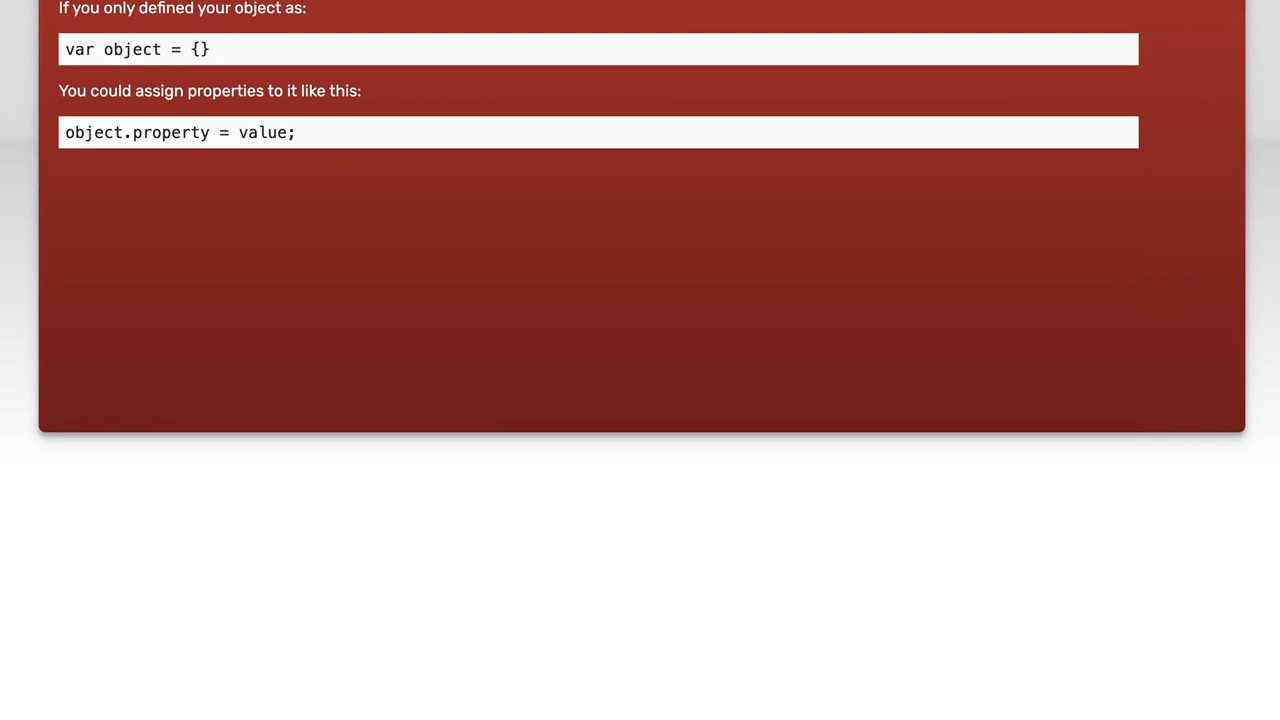 If you only defined your object as:
var object = {}
You could assign properties to it like this:
object.property = value;